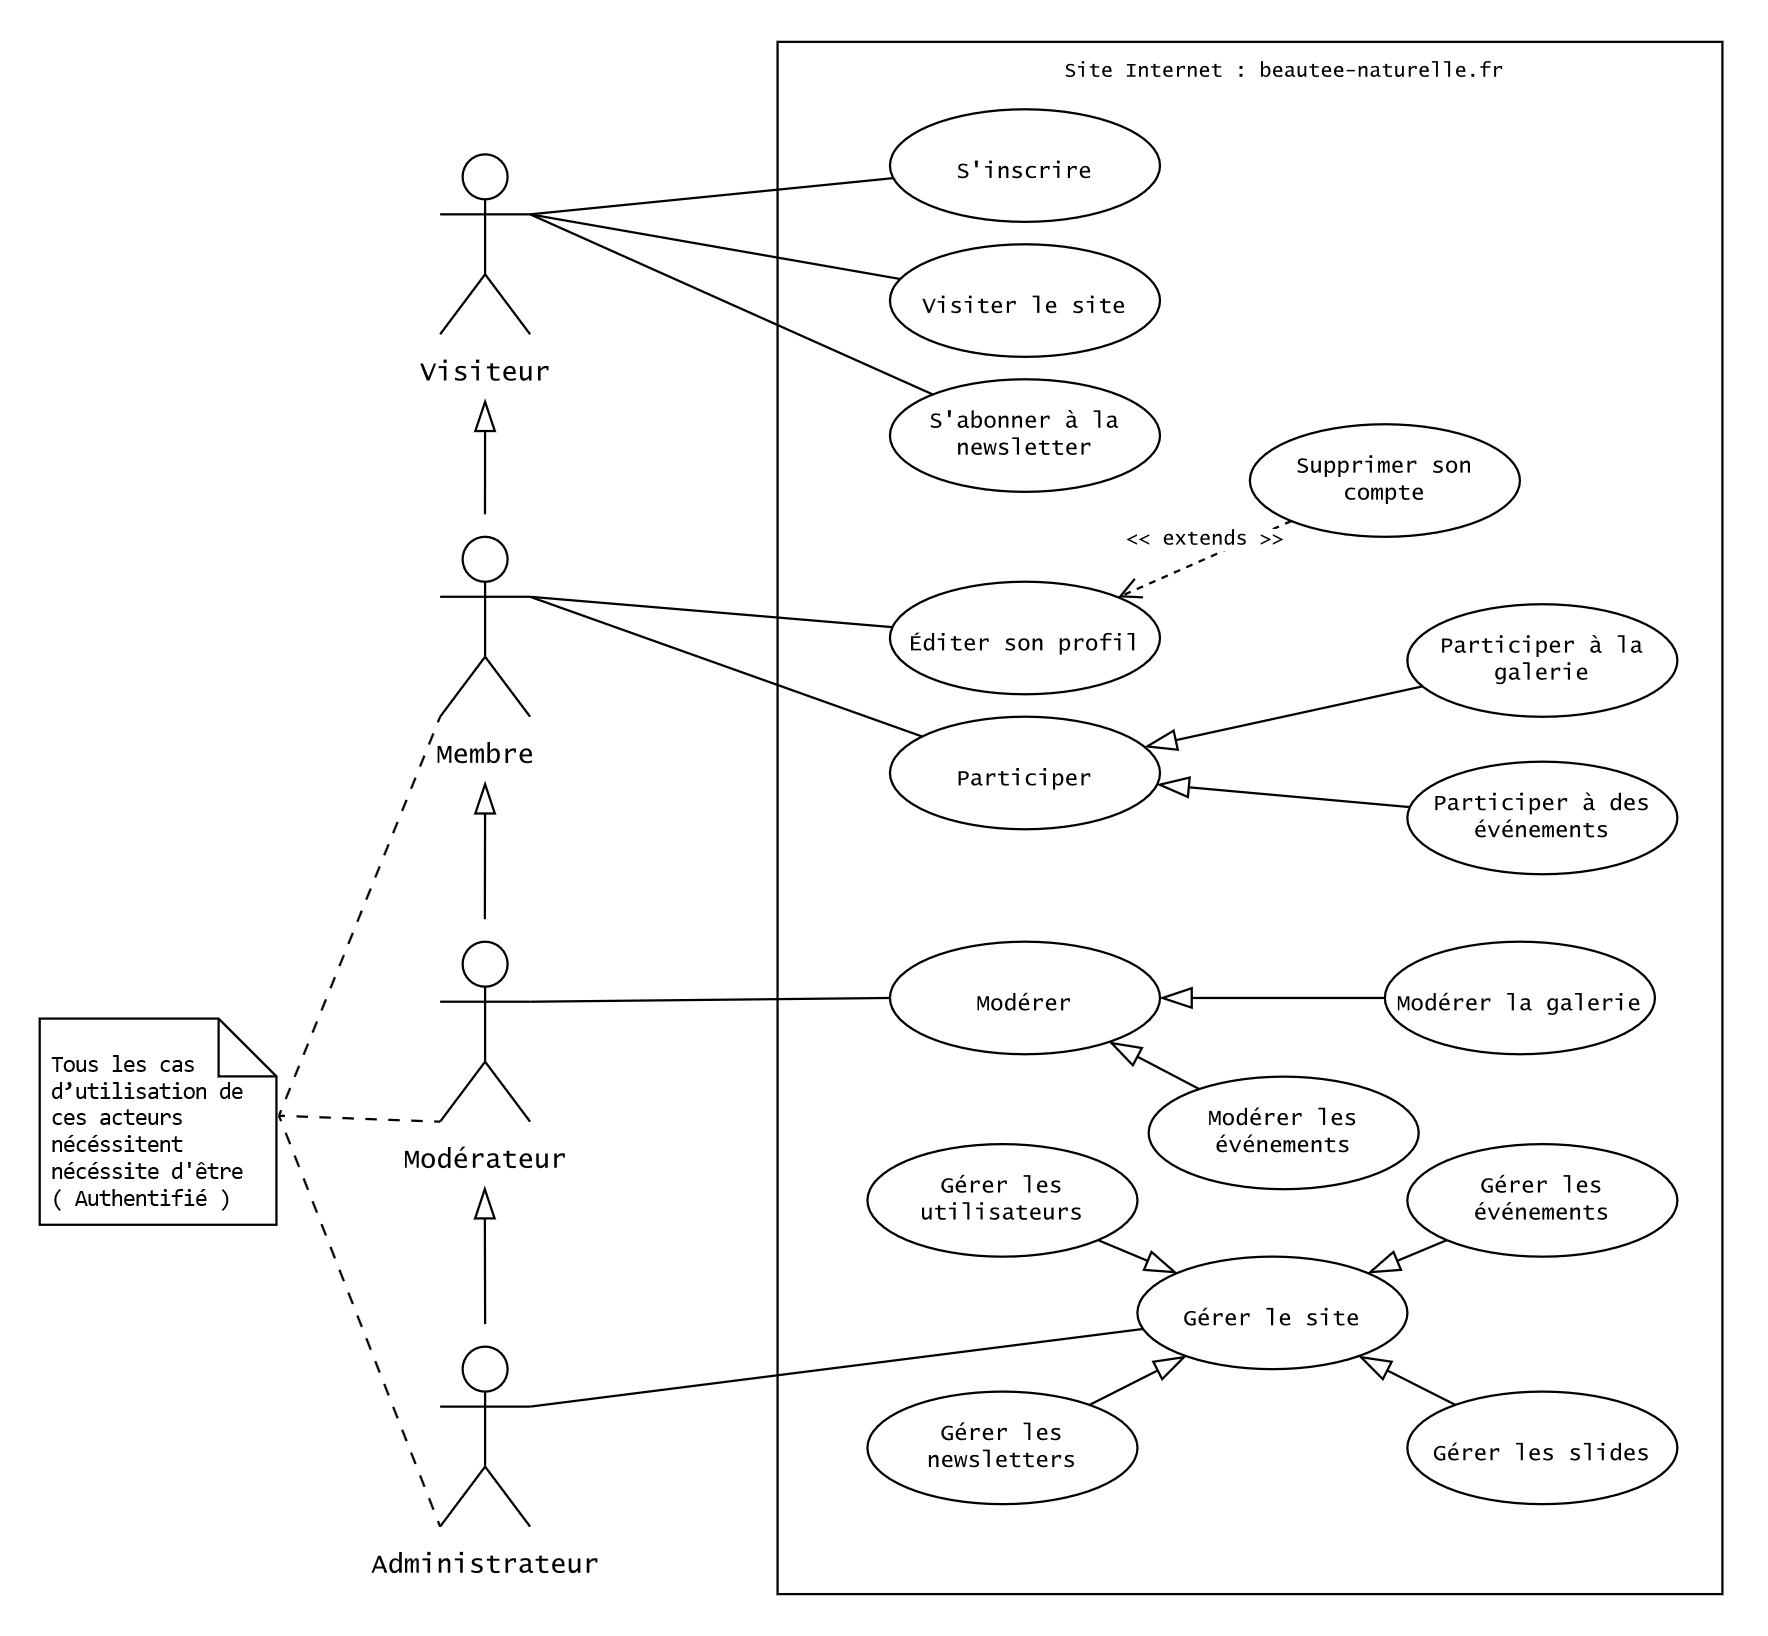 Site Internet : beautee-naturelle.fr
S'inscrire
Visiter le site
Visiteur
S'abonner à la
newsletter
Supprimer son
compte
<< extends >>
Éditer son profil
Participer à la
galerie
Membre
Participer
Participer à des
événements
Modérer
Modérer la galerie
Tous les cas
d’utilisation de
ces acteurs
nécéssitent
nécéssite d'être
( Authentifié )
Modérer les
événements
Modérateur
Gérer les
utilisateurs
Gérer les
événements
Gérer le site
Gérer les
newsletters
Gérer les slides
Administrateur